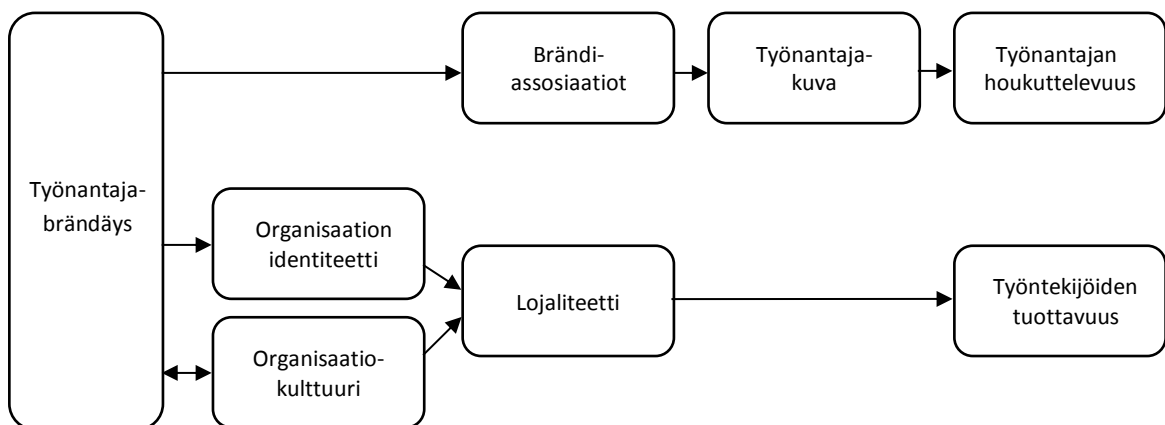 Brändi-
assosiaatiot
Työnantaja-
kuva
Työnantajan
houkuttelevuus
Työnantaja-
brändäys
Organisaation
identiteetti
Lojaliteetti
Työntekijöiden
tuottavuus
Organisaatio-
kulttuuri